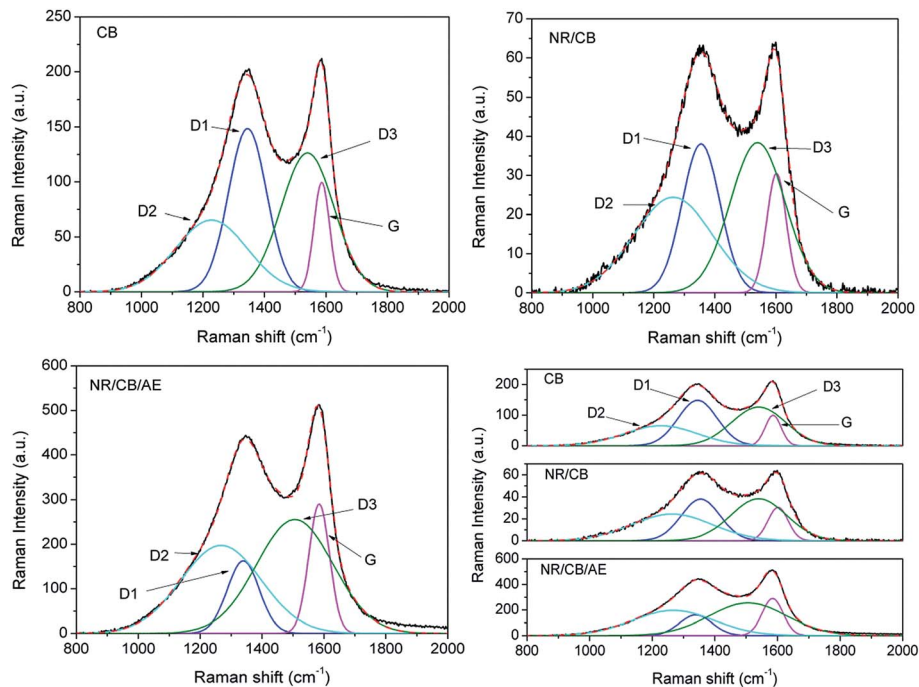 CB
250
200
150
100
50
0
Raman Intensity (a.u.)
D1
D2
D3
G
800 1000 1200 1400 1600 1800 2000
Raman shift (cm-1)
NR/CB
70
60
50
40
30
20
10
0
Raman Intensity (a.u.)
D1
D2
D3
G
800 1000 1200 1400 1600 1800 2000
Raman shift (cm-1)
NR/CB/AE
600
500
400
300
200
100
0
Raman Intensity (a.u.)
D2
D1
D3
G
800 1000 1200 1400 1600 1800 2000
Raman shift (cm-1)
CB
200
100
0
D1
D2
D3
G
NR/CB
60
40
20
0
Raman Intensity (a.u.)
NR/CB/AE
400
200
0
800 1000 1200 1400 1600 1800 2000
Raman shift (cm-1)